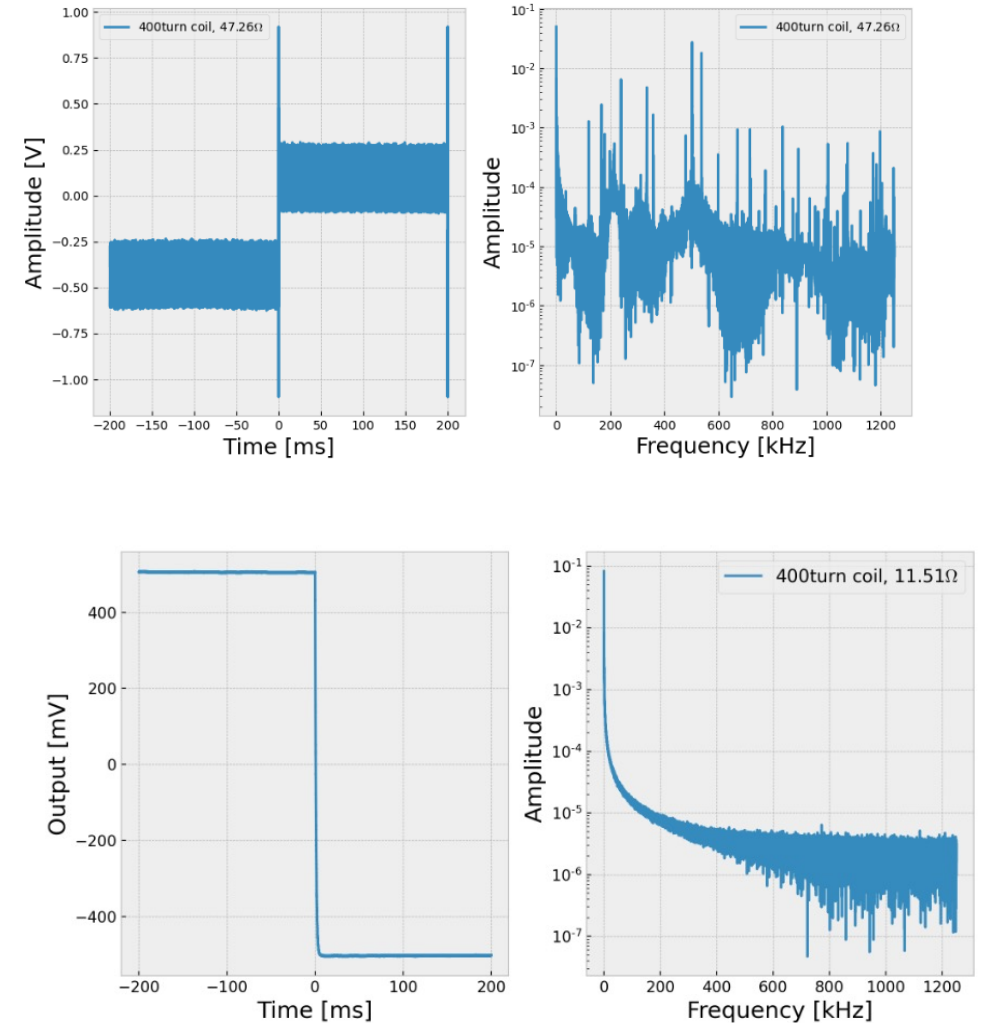 400turn coil, 47.26Ω
1.00
0.75
0.50
0.25
0.00
−0.25
−0.50
−0.75
−1.00
Amplitude [V]
−200 −150 −100 −50 0 50 100 150 200
Time [ms]
400turn coil, 47.26Ω
10⁻¹
10⁻²
10⁻³
10⁻⁴
10⁻⁵
10⁻⁶
10⁻⁷
Amplitude
0 200 400 600 800 1000 1200
Frequency [kHz]
400
200
0
−200
−400
Output [mV]
−200 −100 0 100 200
Time [ms]
400turn coil, 11.51Ω
10⁻¹
10⁻²
10⁻³
10⁻⁴
10⁻⁵
10⁻⁶
10⁻⁷
Amplitude
0 200 400 600 800 1000 1200
Frequency [kHz]